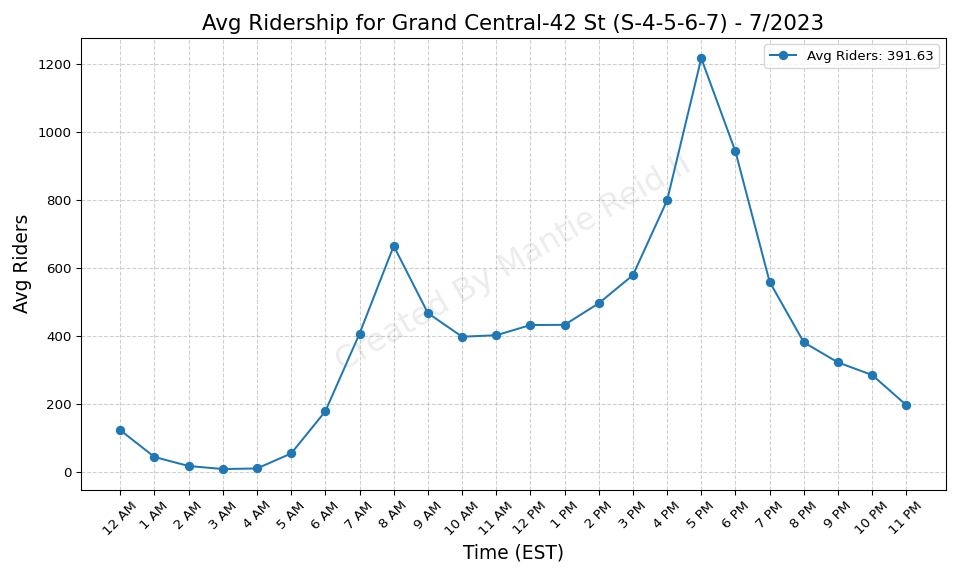 Avg Ridership for Grand Central-42 St (S-4-5-6-7) - 7/2023
Avg Riders: 391.63
Avg Riders
1200
1000
800
600
400
200
0
Created By Mantie Reid II
12 AM
1 AM
2 AM
3 AM
4 AM
5 AM
6 AM
7 AM
8 AM
9 AM
10 AM
11 AM
12 PM
1 PM
2 PM
3 PM
4 PM
5 PM
6 PM
7 PM
8 PM
9 PM
10 PM
11 PM
Time (EST)